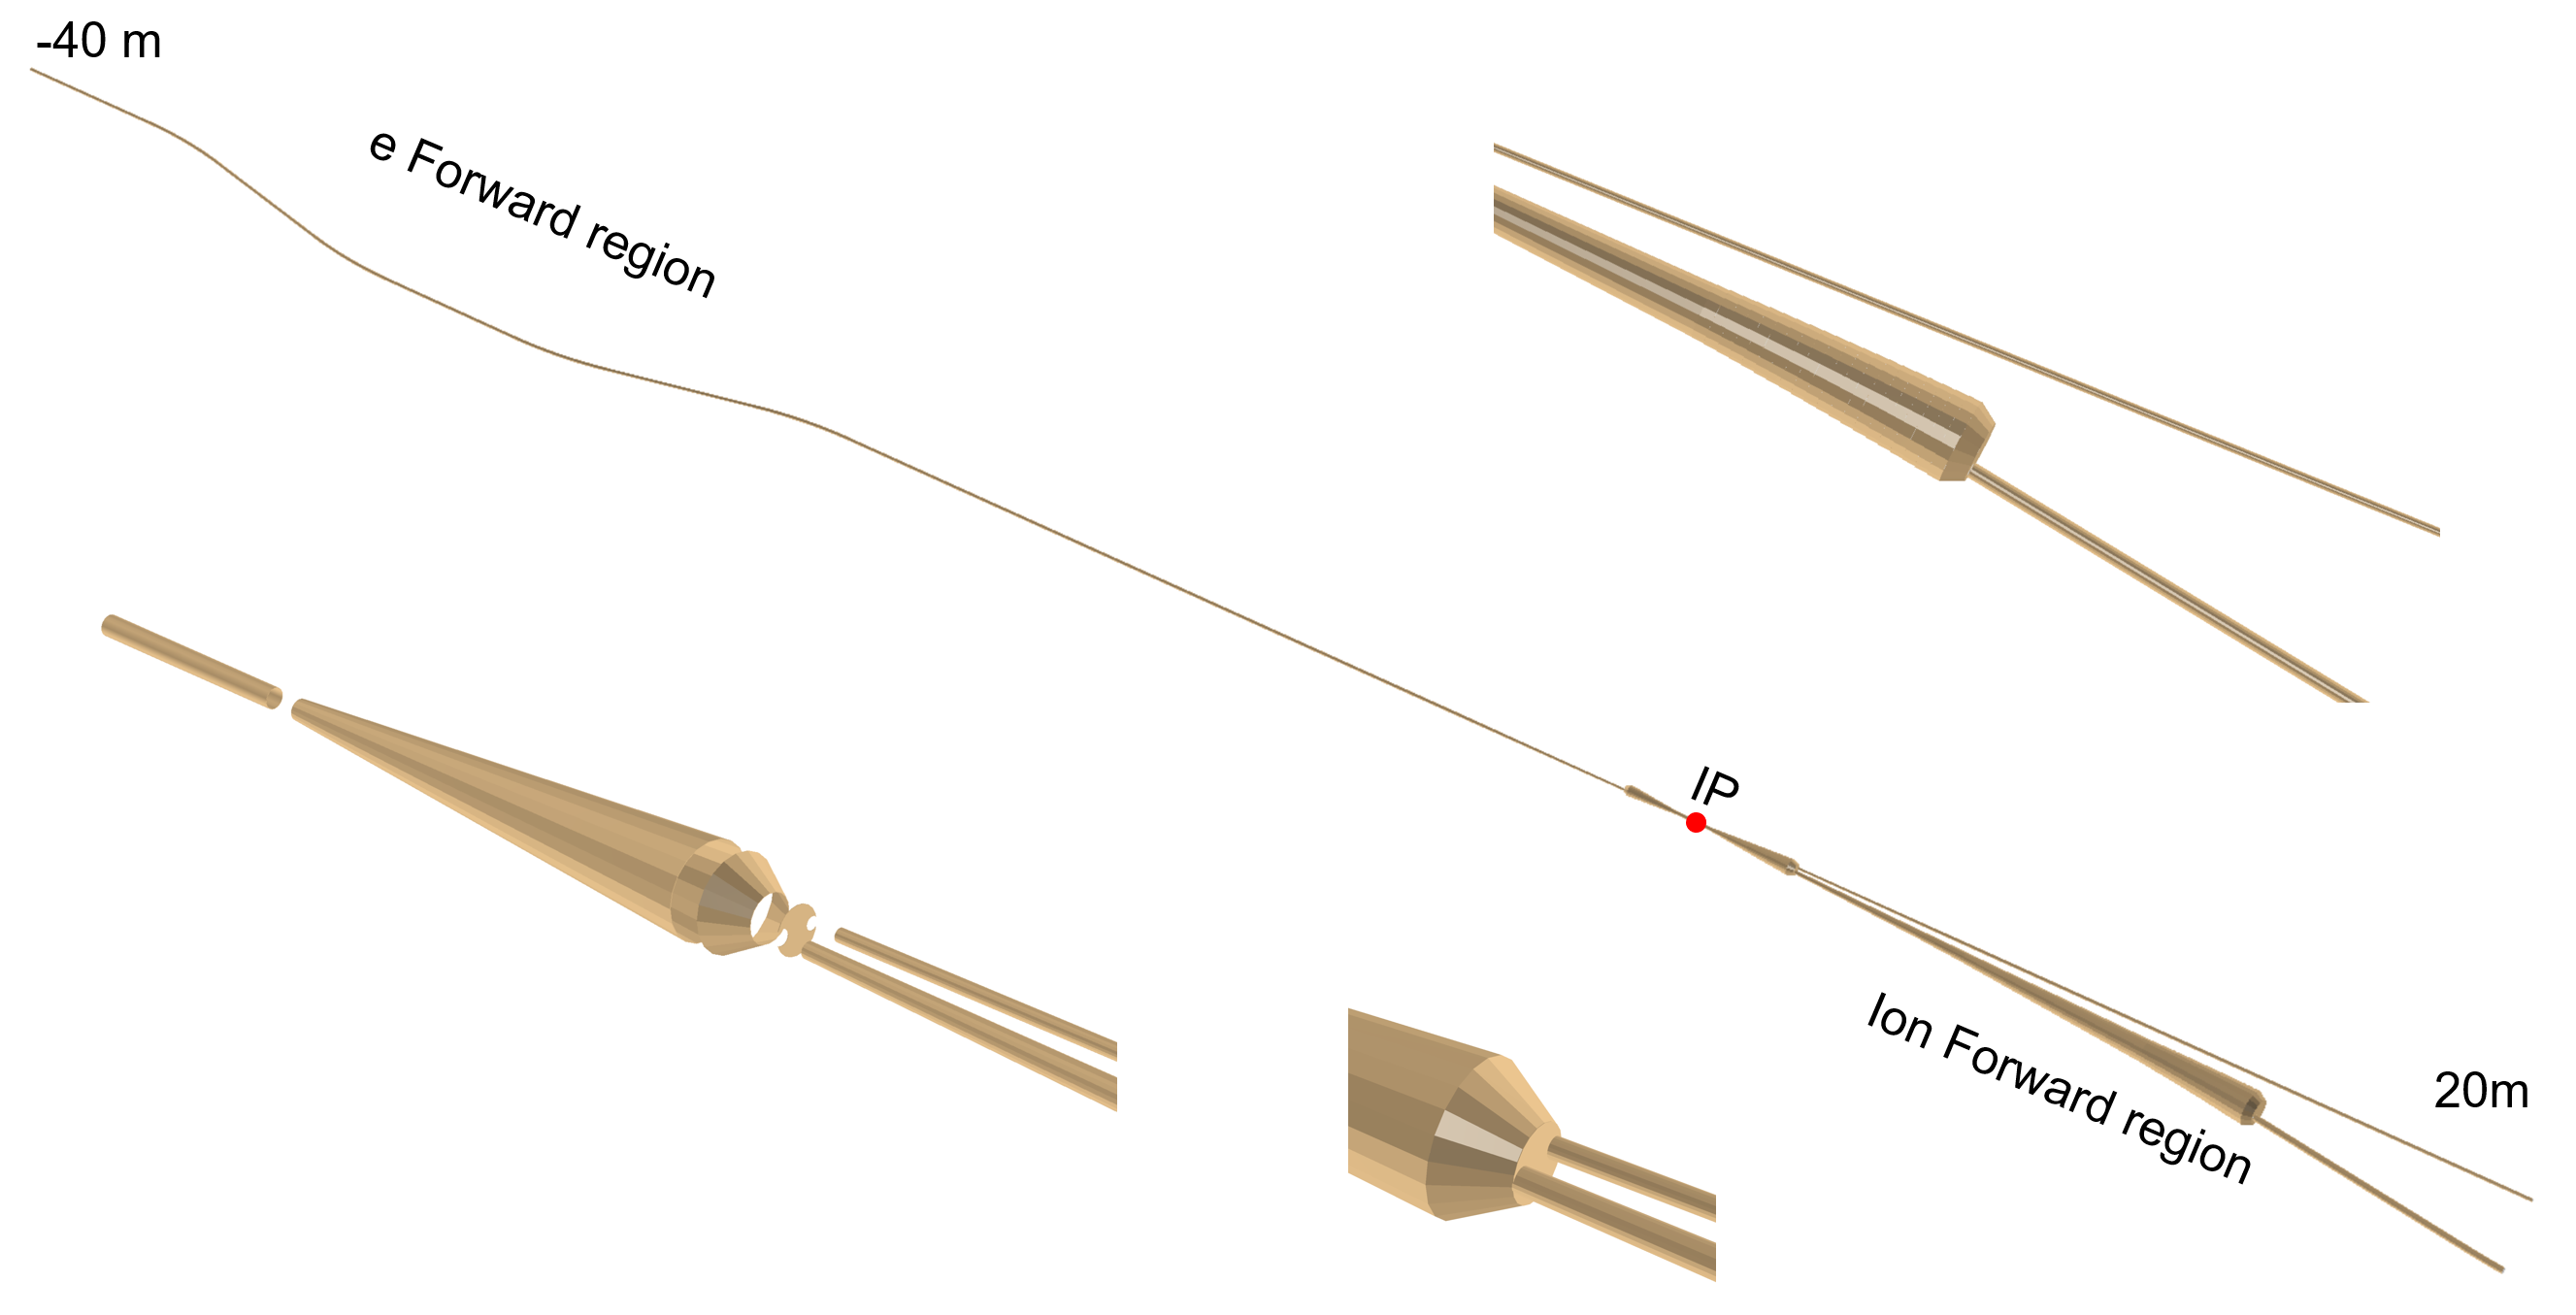 -40 m
e Forward region
IP
Ion Forward region
20m